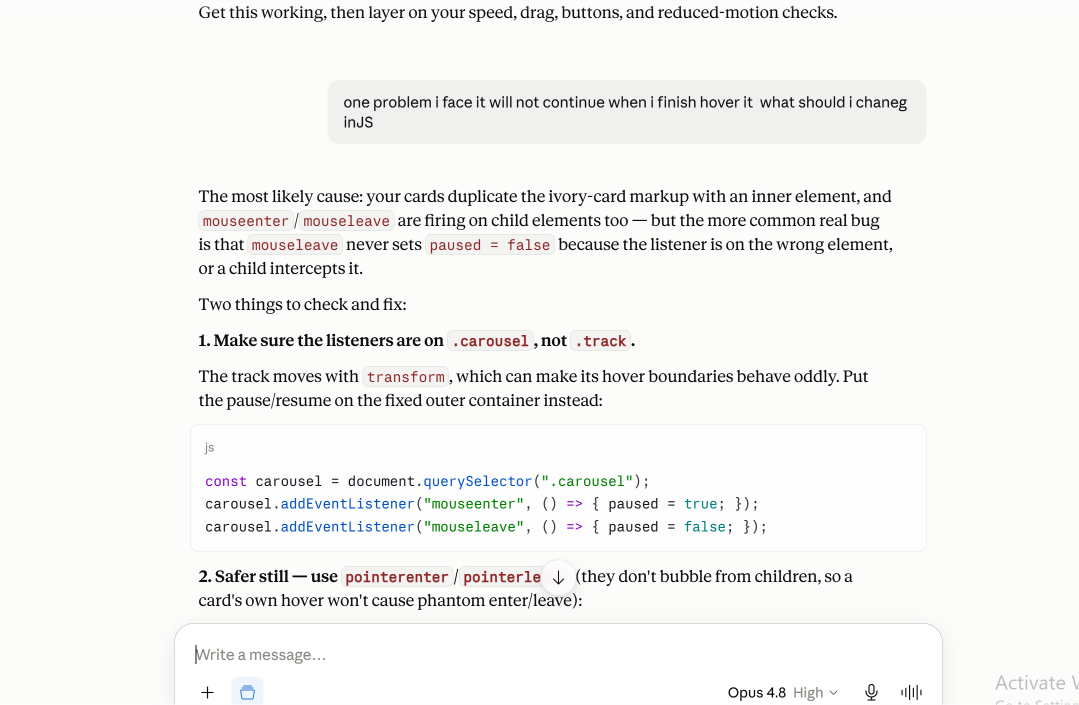 Get this working, then layer on your speed, drag, buttons, and reduced-motion checks.
one problem i face it will not continue when i finish hover it  what should i chaneg
inJS
The most likely cause: your cards duplicate the ivory-card markup with an inner element, and
mouseenter/mouseleave are firing on child elements too — but the more common real bug
is that mouseleave never sets paused = false because the listener is on the wrong element,
or a child intercepts it.
Two things to check and fix:
1. Make sure the listeners are on .carousel, not .track.
The track moves with transform, which can make its hover boundaries behave oddly. Put
the pause/resume on the fixed outer container instead:
js
const carousel = document.querySelector(".carousel");
carousel.addEventListener("mouseenter", () => { paused = true; });
carousel.addEventListener("mouseleave", () => { paused = false; });
2. Safer still — use pointerenter/pointerle (they don't bubble from children, so a
card's own hover won't cause phantom enter/leave):
Write a message...
Opus 4.8 High
Activate